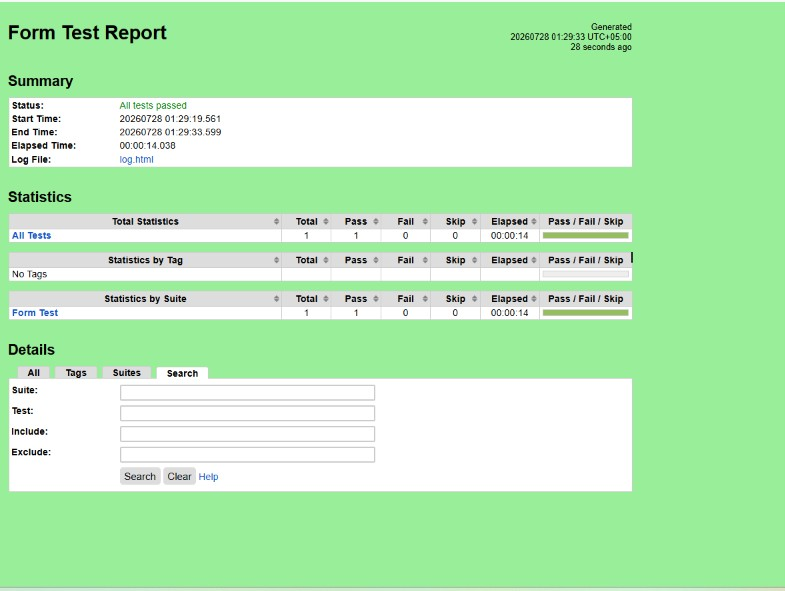 Form Test Report
Generated
20260728 01:29:33 UTC+05:00
28 seconds ago
Summary
Status: All tests passed
Start Time: 20260728 01:29:19.561
End Time: 20260728 01:29:33.599
Elapsed Time: 00:00:14.038
Log File: log.html
Statistics
Total Statistics Total Pass Fail Skip Elapsed Pass / Fail / Skip
All Tests 1 1 0 0 00:00:14
Statistics by Tag Total Pass Fail Skip Elapsed Pass / Fail / Skip
No Tags
Statistics by Suite Total Pass Fail Skip Elapsed Pass / Fail / Skip
Form Test 1 1 0 0 00:00:14
Details
All Tags Suites Search
Suite:
Test:
Include:
Exclude:
Search Clear Help